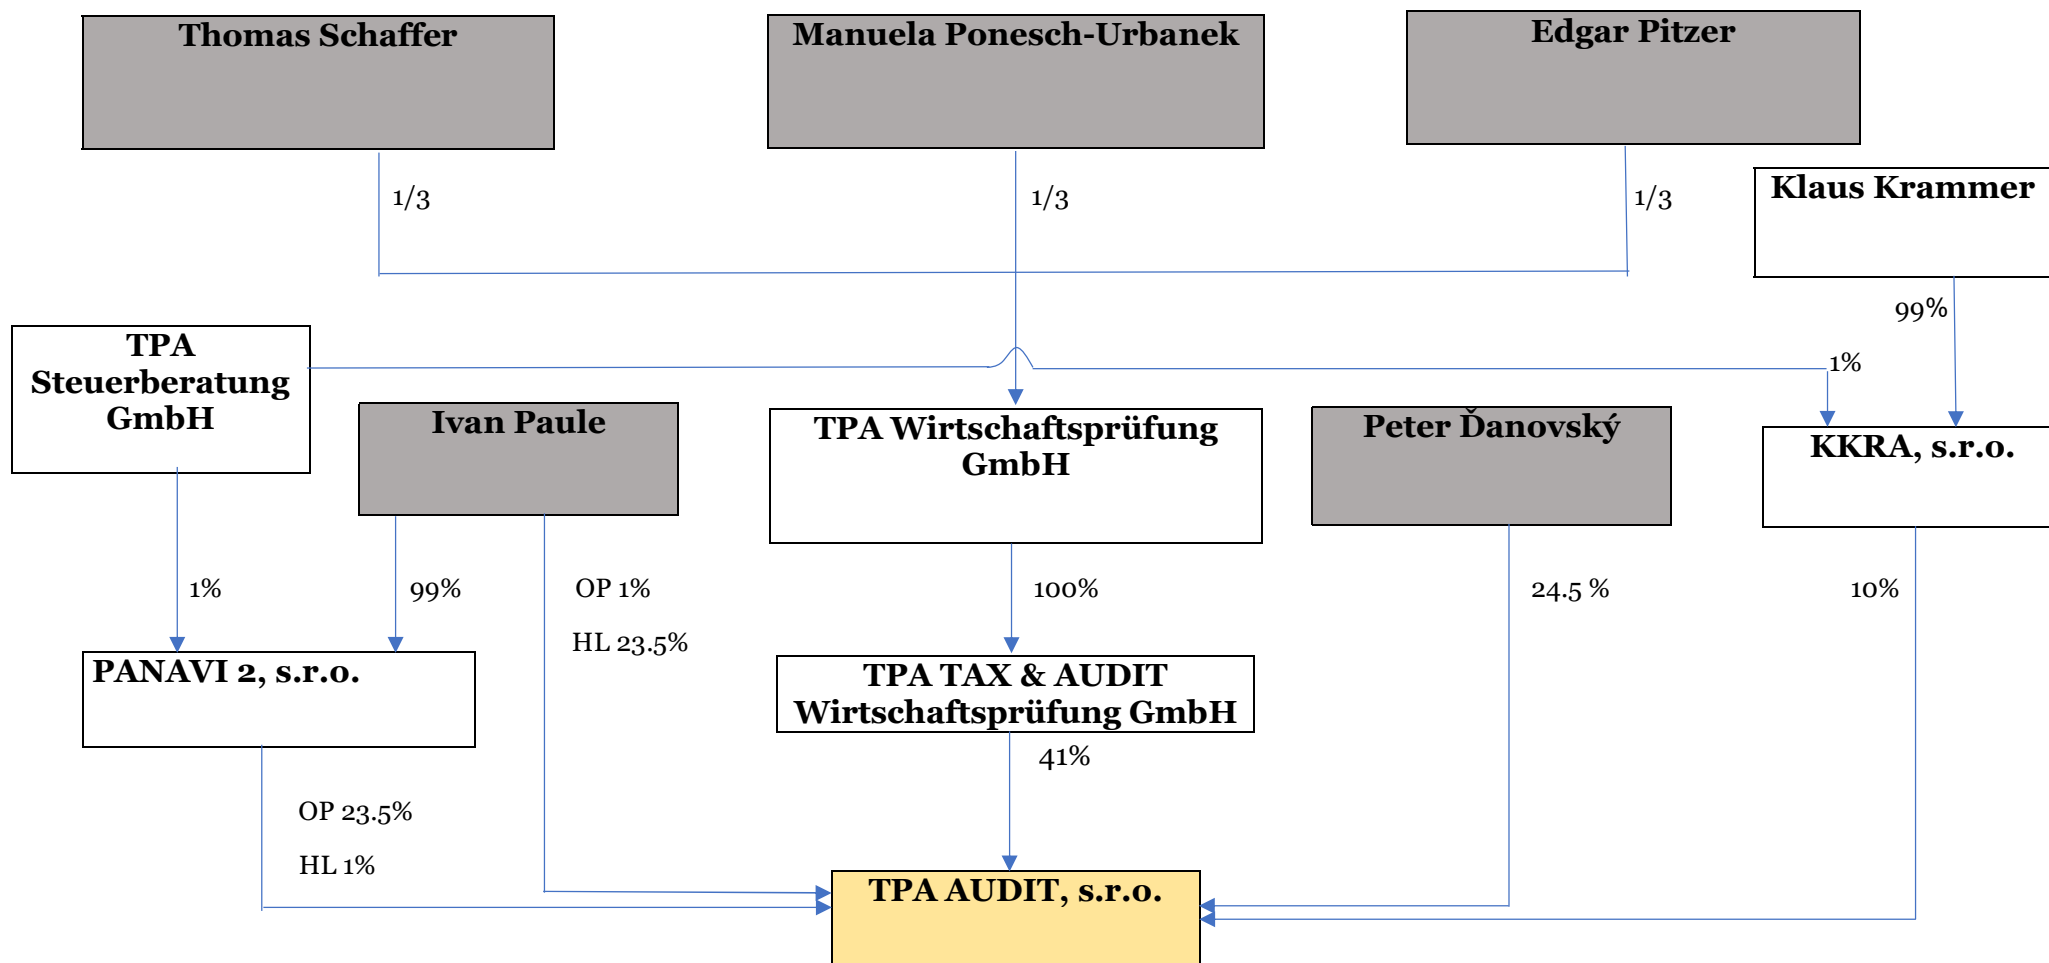 Thomas Schaffer
Manuela Ponesch-Urbanek
Edgar Pitzer
1/3
1/3
1/3
Klaus Krammer
99%
TPA
Steuerberatung
GmbH
1%
Ivan Paule
TPA Wirtschaftsprüfung
GmbH
Peter Ďanovský
KKRA, s.r.o.
1%
99%
OP 1%
HL 23.5%
100%
24.5 %
10%
PANAVI 2, s.r.o.
TPA TAX & AUDIT
Wirtschaftsprüfung GmbH
41%
OP 23.5%
HL 1%
TPA AUDIT, s.r.o.